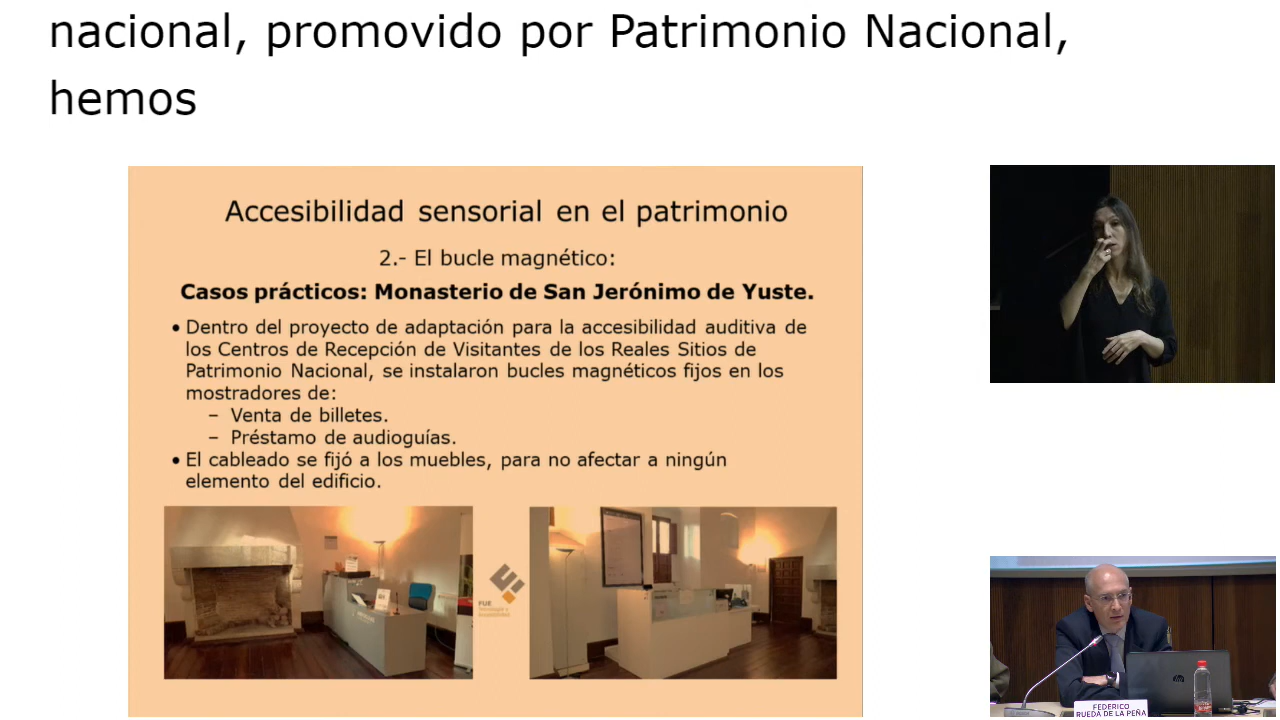 nacional, promovido por Patrimonio Nacional,
hemos
Accesibilidad sensorial en el patrimonio
2.- El bucle magnético:
Casos prácticos: Monasterio de San Jerónimo de Yuste.
• Dentro del proyecto de adaptación para la accesibilidad auditiva de
los Centros de Recepción de Visitantes de los Reales Sitios de
Patrimonio Nacional, se instalaron bucles magnéticos fijos en los
mostradores de:
– Venta de billetes.
– Préstamo de audioguías.
• El cableado se fijó a los muebles, para no afectar a ningún
elemento del edificio.
FUE
FEDERICO
RUEDA DE LA PEÑA